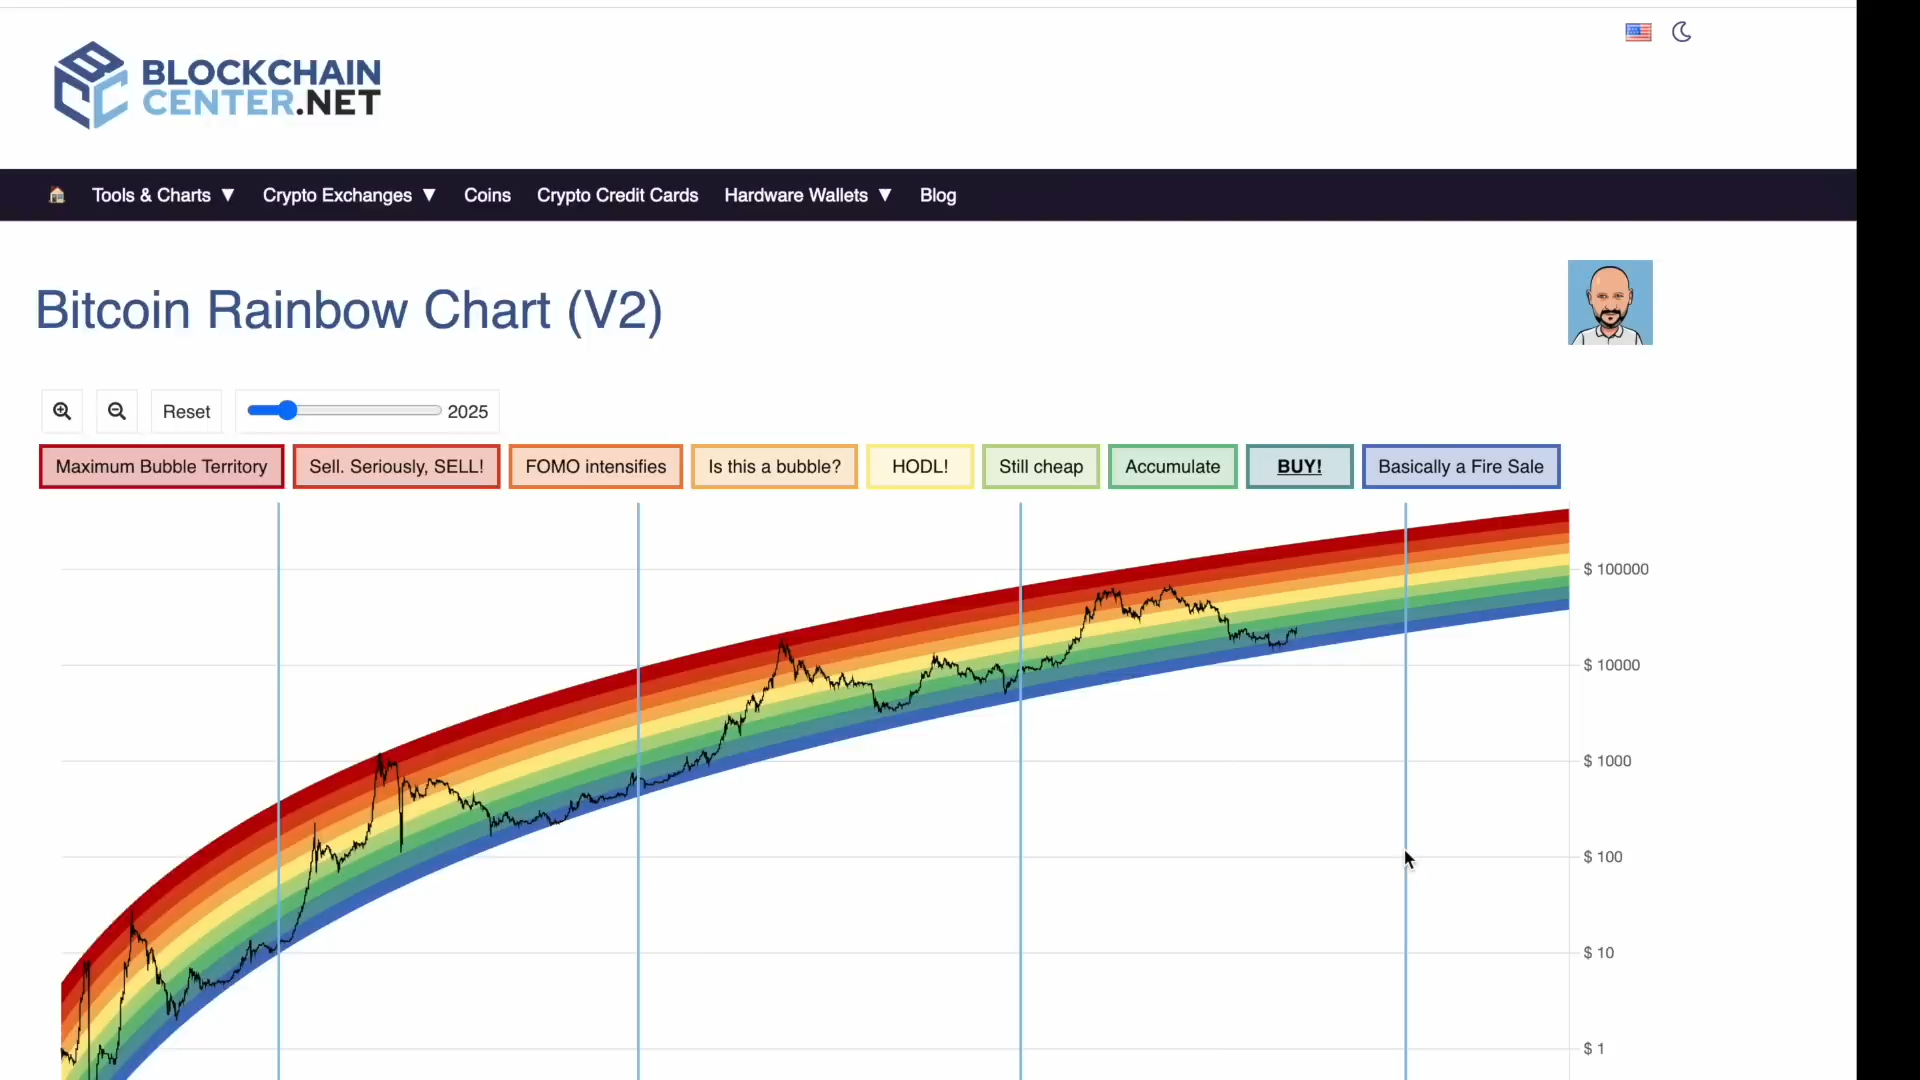 BLOCKCHAIN
CENTER.NET
Tools & Charts ▼ Crypto Exchanges ▼ Coins Crypto Credit Cards Hardware Wallets ▼ Blog
Bitcoin Rainbow Chart (V2)
Reset 2025
Maximum Bubble Territory Sell. Seriously, SELL! FOMO intensifies Is this a bubble? HODL! Still cheap Accumulate BUY! Basically a Fire Sale
$ 100000
$ 10000
$ 1000
$ 100
$ 10
$ 1